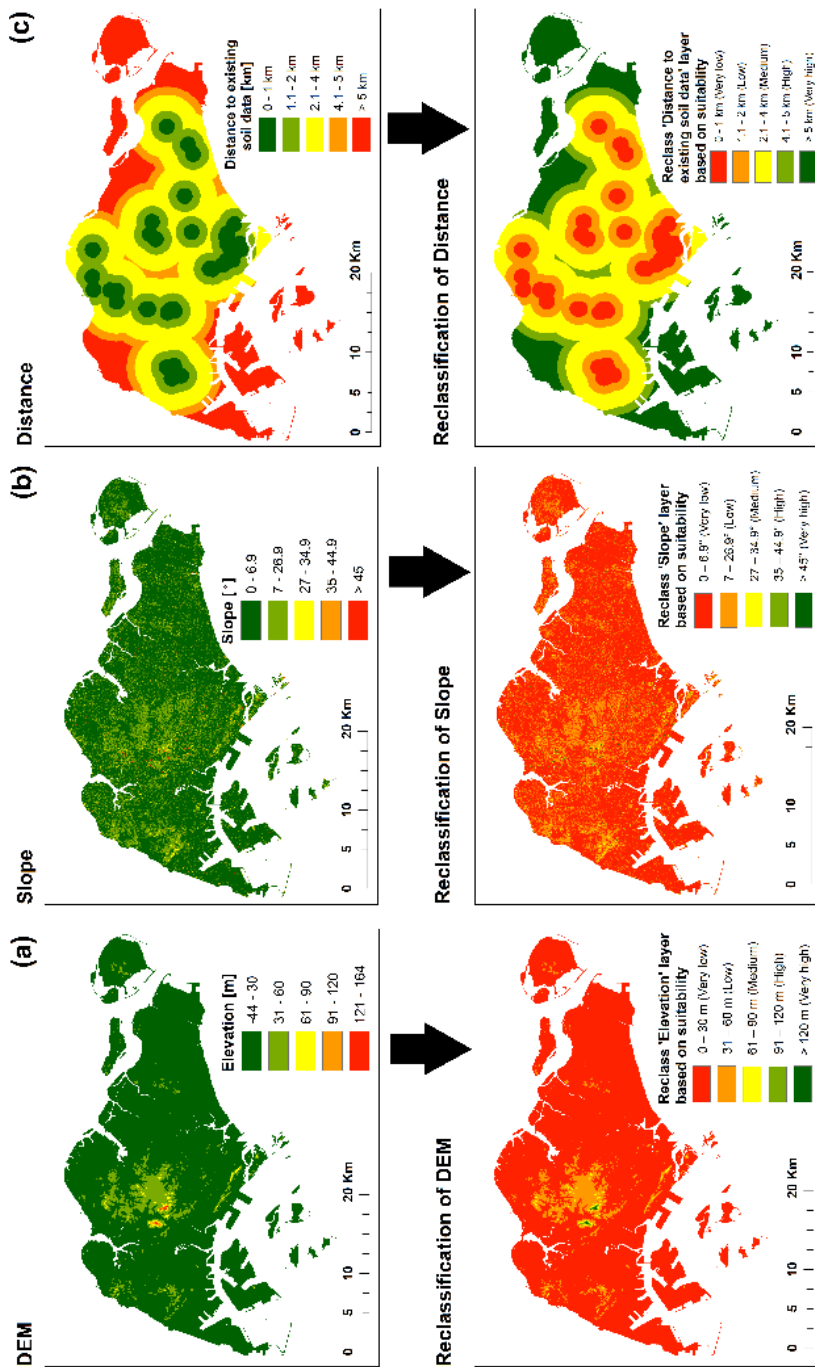 (a)
DEM
Elevation [m]
-44 - 30
31 - 60
61 - 90
91 - 120
121 - 164
0 5 10 20 Km
Reclassification of DEM
Reclass 'Elevation' layer
based on suitability
0 – 30 m (Very low)
31 – 60 m (Low)
61 – 90 m (Medium)
91 – 120 m (High)
> 120 m (Very high)
0 5 10 20 Km
(b)
Slope
Slope [°]
0 - 6.9
7 - 26.9
27 - 34.9
35 - 44.9
> 45
0 5 10 20 Km
Reclassification of Slope
Reclass 'Slope' layer
based on suitability
0 – 6.9° (Very low)
7 – 26.9° (Low)
27 – 34.9° (Medium)
35 – 44.9° (High)
> 45° (Very high)
0 5 10 20 Km
(c)
Distance
Distance to existing
soil data [km]
0 - 1 km
1.1 - 2 km
2.1 - 4 km
4.1 - 5 km
> 5 km
0 5 10 20 Km
Reclassification of Distance
Reclass 'Distance to
existing soil data' layer
based on suitablity
0 - 1 km (Very low)
1.1 - 2 km (Low)
2.1 - 4 km (Medium)
4.1 - 5 km (High)
> 5 km (Very high)
0 5 10 20 Km